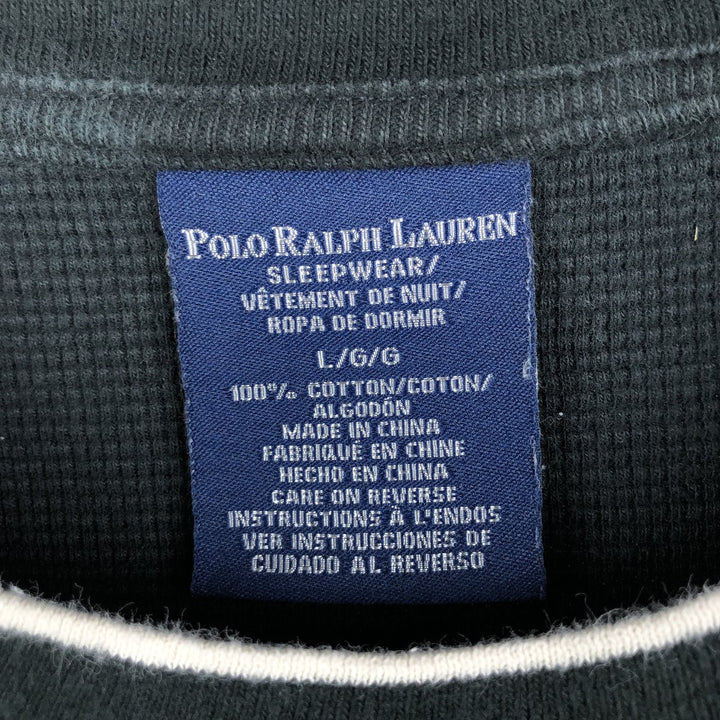 POLO RALPH LAUREN
SLEEPWEAR/
VÊTEMENT DE NUIT/
ROPA DE DORMIR
L/G/G
100% COTTON/COTON/
ALGODÓN
MADE IN CHINA
FABRIQUÉ EN CHINE
HECHO EN CHINA
CARE ON REVERSE
INSTRUCTIONS À L'ENDOS
VER INSTRUCCIONES DE
CUIDADO AL REVERSO